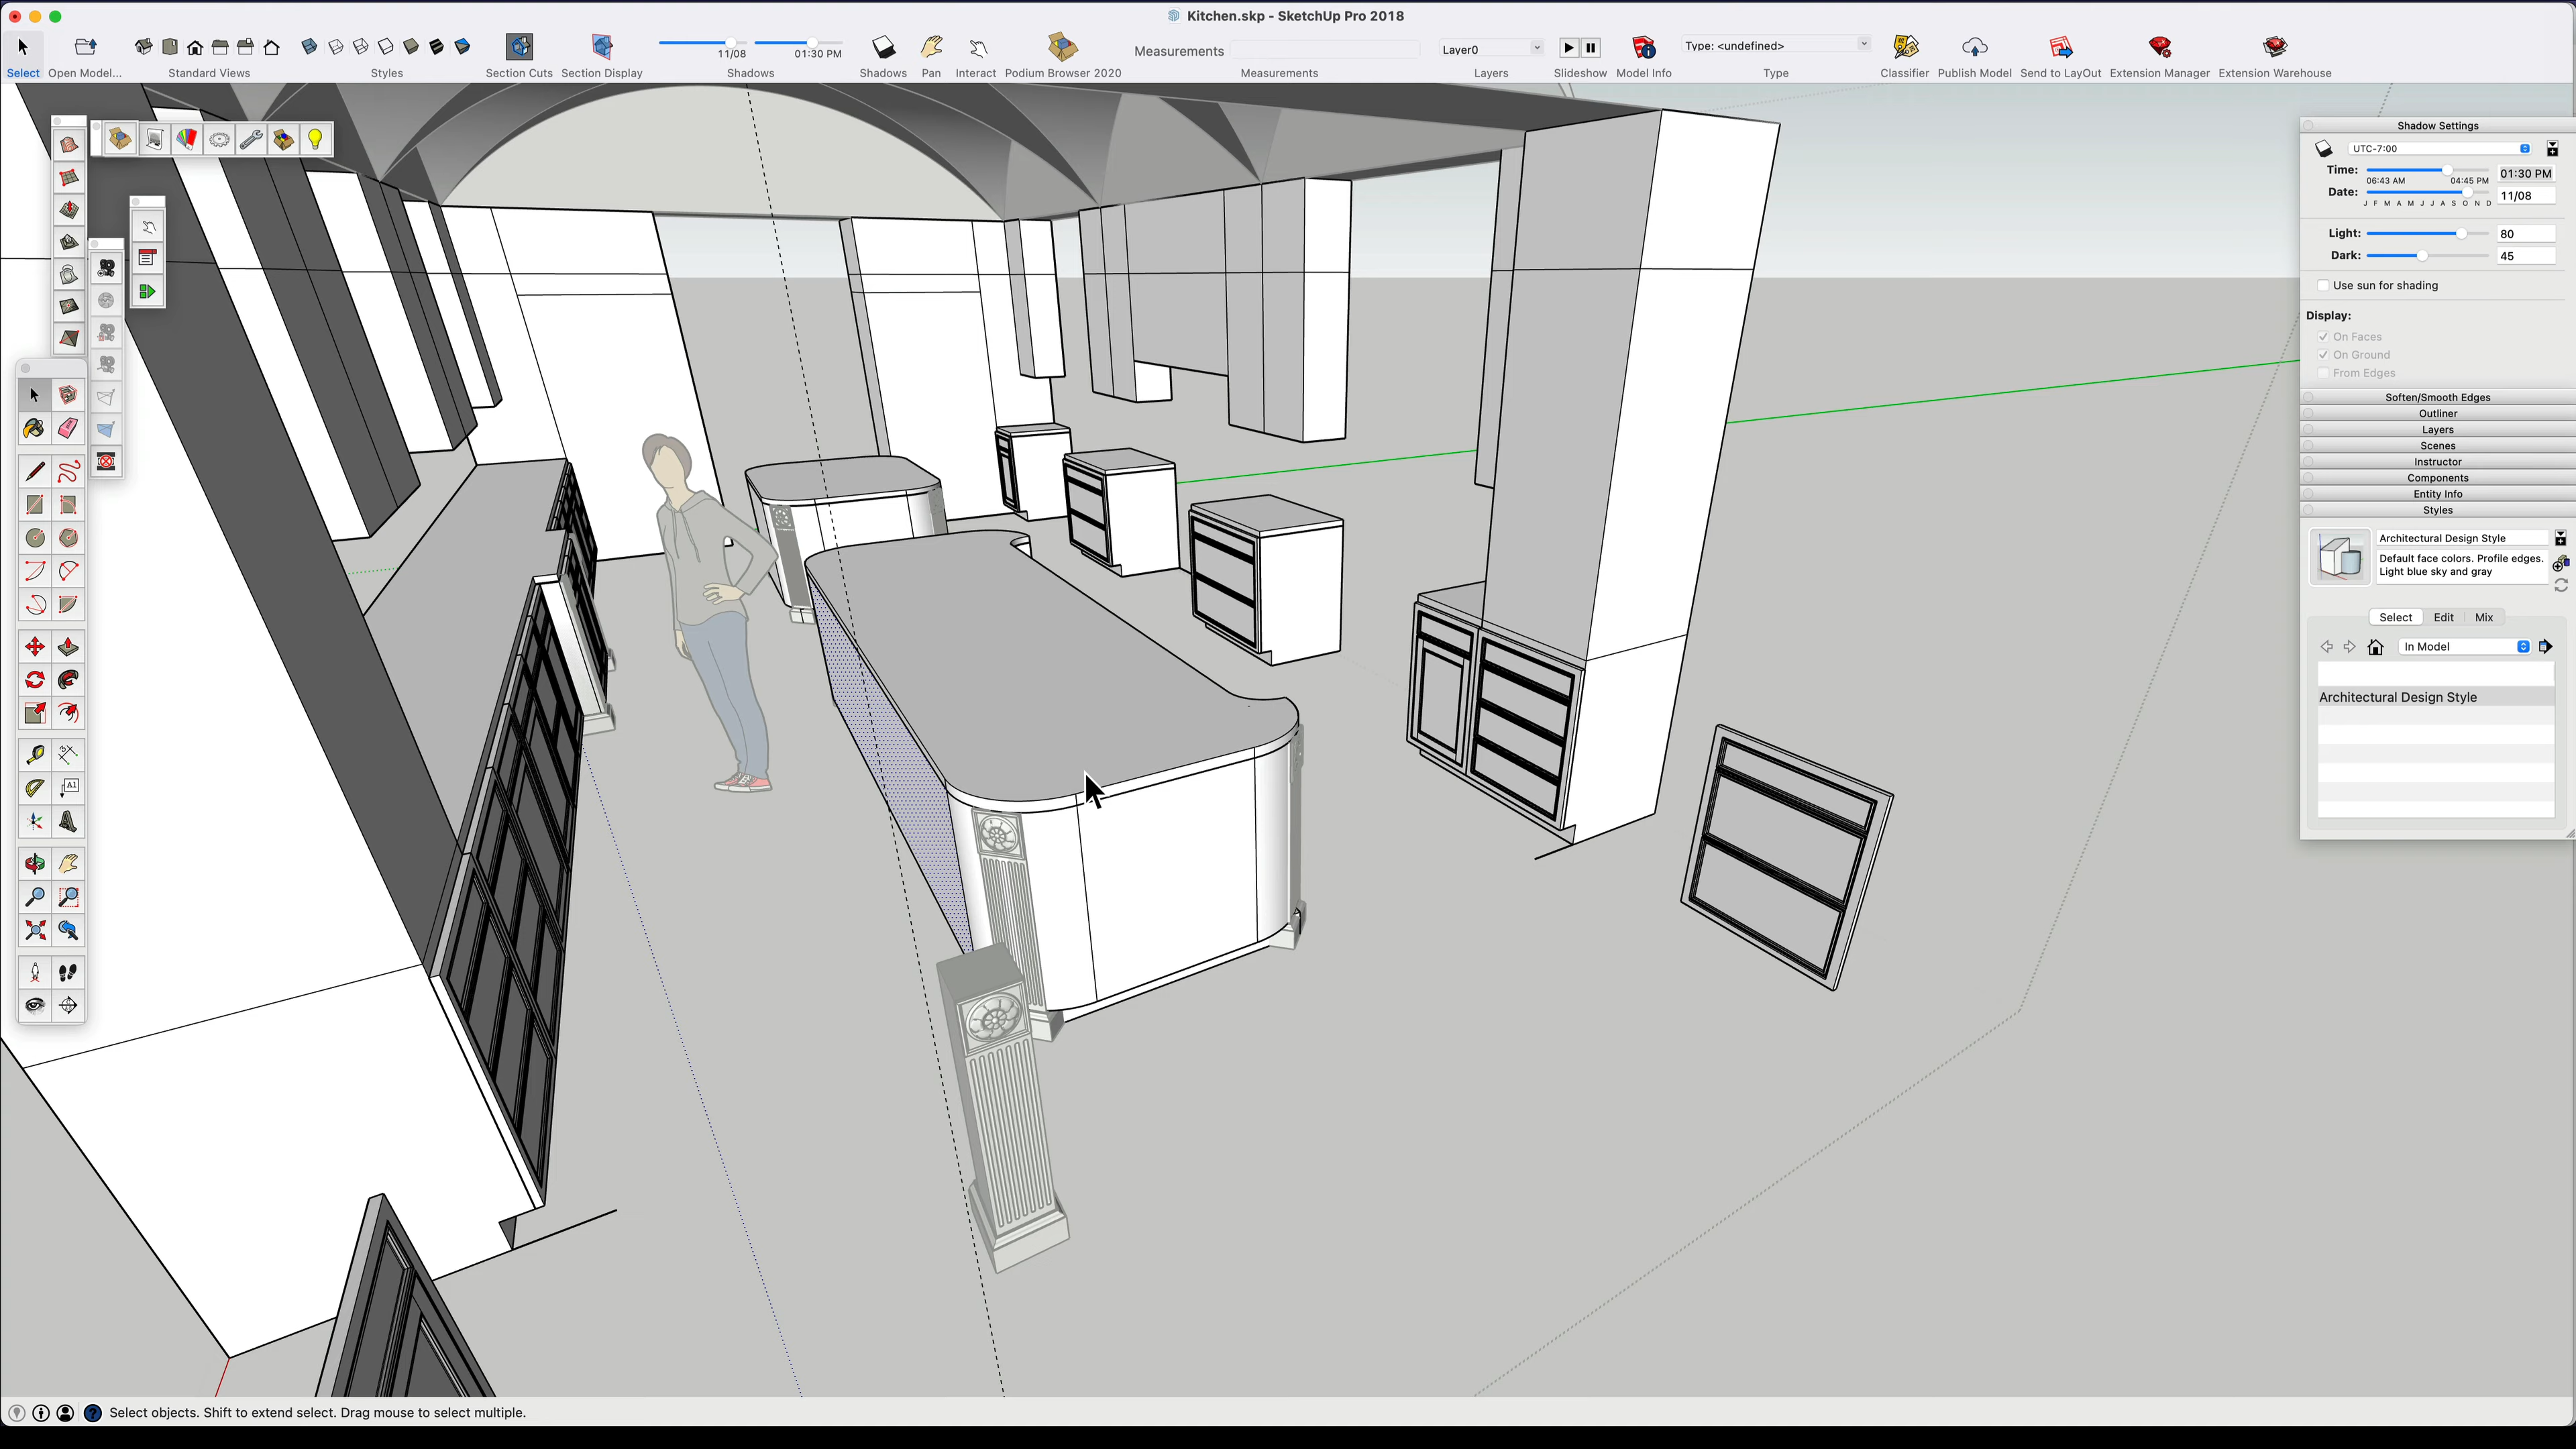 Kitchen.skp - SketchUp Pro 2018
11/08
01:30 PM
Measurements
Layer0
Type: <undefined>
Select
Open Model...
Standard Views
Styles
Section Cuts
Section Display
Shadows
Shadows
Pan
Interact
Podium Browser 2020
Measurements
Layers
Slideshow
Model Info
Type
Classifier
Publish Model
Send to LayOut
Extension Manager
Extension Warehouse
Shadow Settings
UTC-7:00
Time:
01:30 PM
06:43 AM
04:45 PM
Date:
11/08
J F M A M J J A S O N D
Light:
80
Dark:
45
Use sun for shading
Display:
On Faces
On Ground
From Edges
Soften/Smooth Edges
Outliner
Layers
Scenes
Instructor
Components
Entity Info
Styles
Architectural Design Style
Default face colors. Profile edges.
Light blue sky and gray
Select
Edit
Mix
In Model
Architectural Design Style
A1
Select objects. Shift to extend select. Drag mouse to select multiple.